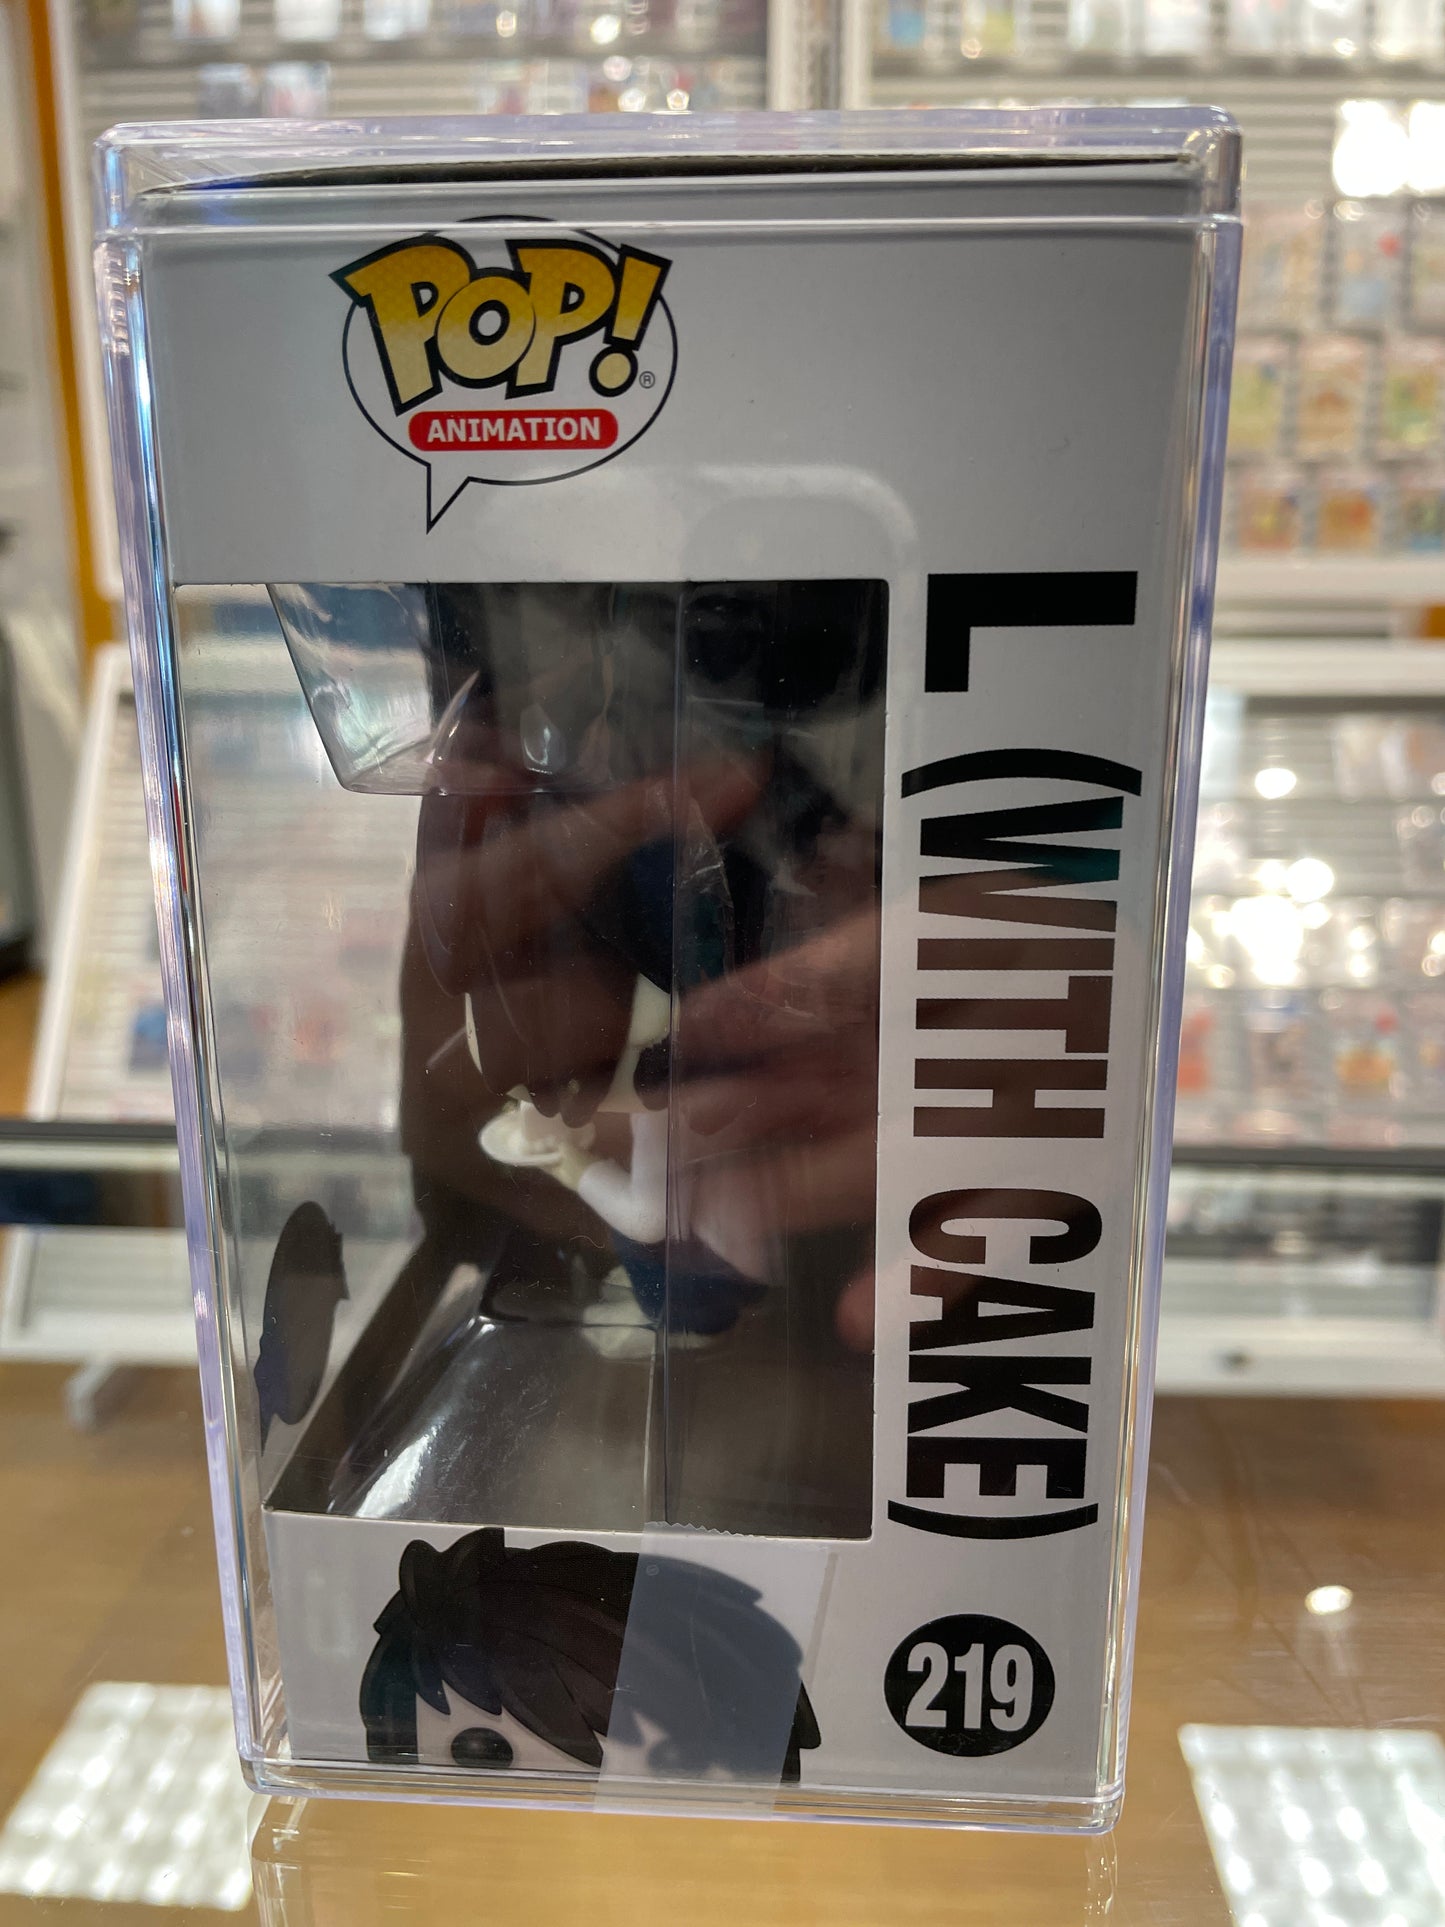 POP!®
ANIMATION
L (WITH CAKE)
219